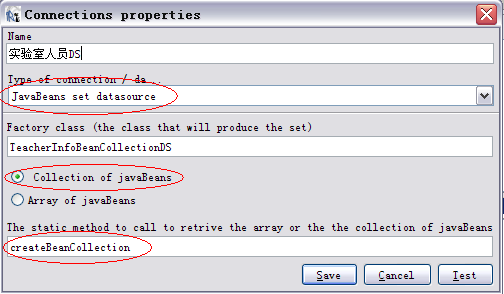 Connections properties
Name
实验室人员DS
Type of connection / da...
JavaBeans set datasource
Factory class (the class that will produce the set)
TeacherInfoBeanCollectionDS
Collection of javaBeans
Array of javaBeans
The static method to call to retrive the array or the the collection of javaBeans
createBeanCollection
Save Cancel Test